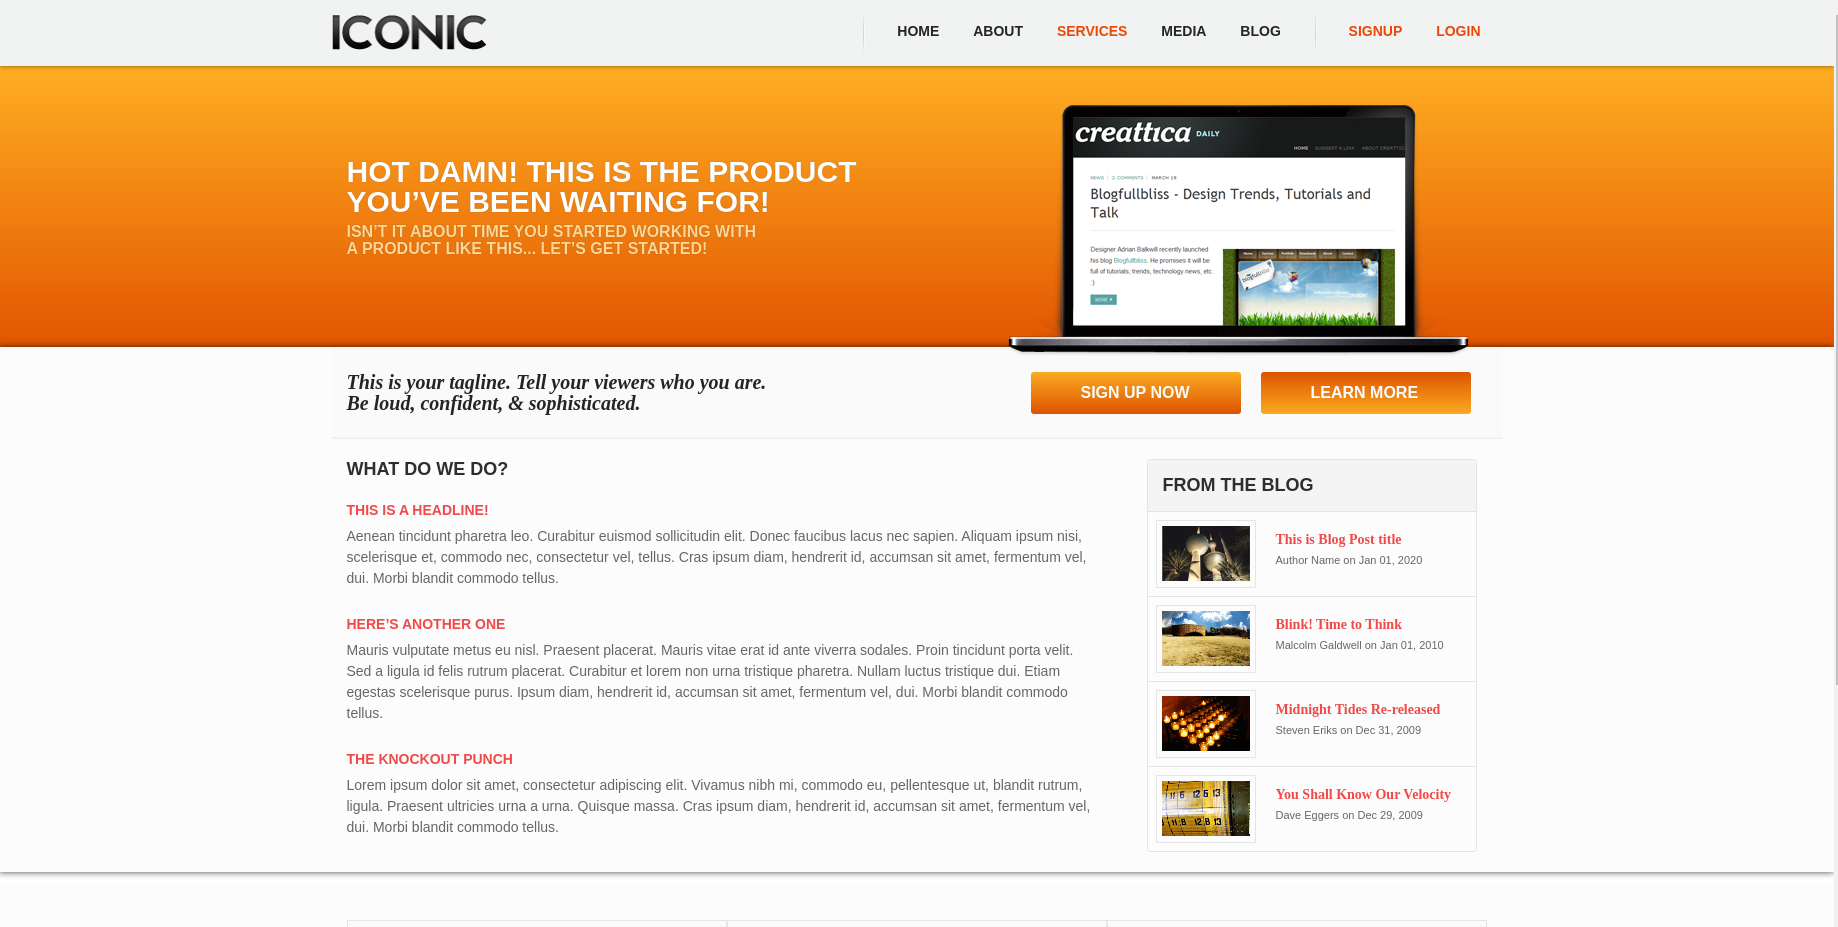 ICONIC
HOME ABOUT SERVICES MEDIA BLOG SIGNUP LOGIN
HOT DAMN! THIS IS THE PRODUCT
YOU’VE BEEN WAITING FOR!
ISN’T IT ABOUT TIME YOU STARTED WORKING WITH
A PRODUCT LIKE THIS... LET’S GET STARTED!
creattica DAILY
HOME SUGGEST A LINK ABOUT CREATTIC
NEWS 2 COMMENTS MARCH 19
Blogfullbliss - Design Trends, Tutorials and
Talk
Designer Adrian Balkwill recently launched
his blog Blogfullbliss. He promises it will be
full of tutorials, trends, technology news, etc.
:)
MORE
This is your tagline. Tell your viewers who you are.
Be loud, confident, & sophisticated.
SIGN UP NOW
LEARN MORE
WHAT DO WE DO?
THIS IS A HEADLINE!
Aenean tincidunt pharetra leo. Curabitur euismod sollicitudin elit. Donec faucibus lacus nec sapien. Aliquam ipsum nisi,
scelerisque et, commodo nec, consectetur vel, tellus. Cras ipsum diam, hendrerit id, accumsan sit amet, fermentum vel,
dui. Morbi blandit commodo tellus.
HERE’S ANOTHER ONE
Mauris vulputate metus eu nisl. Praesent placerat. Mauris vitae erat id ante viverra sodales. Proin tincidunt porta velit.
Sed a ligula id felis rutrum placerat. Curabitur et lorem non urna tristique pharetra. Nullam luctus tristique dui. Etiam
egestas scelerisque purus. Ipsum diam, hendrerit id, accumsan sit amet, fermentum vel, dui. Morbi blandit commodo
tellus.
THE KNOCKOUT PUNCH
Lorem ipsum dolor sit amet, consectetur adipiscing elit. Vivamus nibh mi, commodo eu, pellentesque ut, blandit rutrum,
ligula. Praesent ultricies urna a urna. Quisque massa. Cras ipsum diam, hendrerit id, accumsan sit amet, fermentum vel,
dui. Morbi blandit commodo tellus.
FROM THE BLOG
This is Blog Post title
Author Name on Jan 01, 2020
Blink! Time to Think
Malcolm Galdwell on Jan 01, 2010
Midnight Tides Re-released
Steven Eriks on Dec 31, 2009
You Shall Know Our Velocity
Dave Eggers on Dec 29, 2009